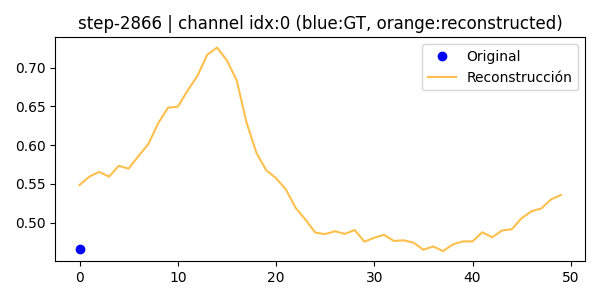 step-2866 | channel idx:0 (blue:GT, orange:reconstructed)
Original
Reconstrucción
0.70
0.65
0.60
0.55
0.50
0 10 20 30 40 50